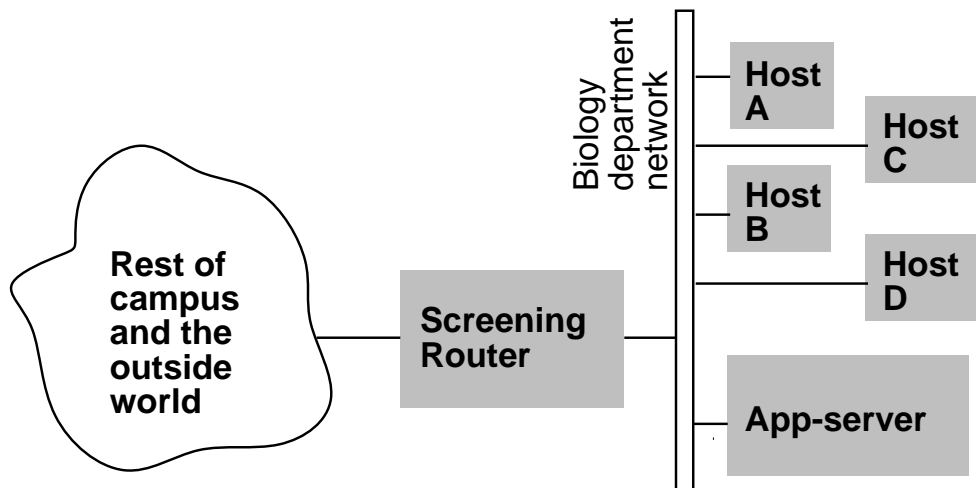 Rest of
campus
and the
outside
world
Screening
Router
Biology
department
network
Host
A
Host
C
Host
B
Host
D
App-server